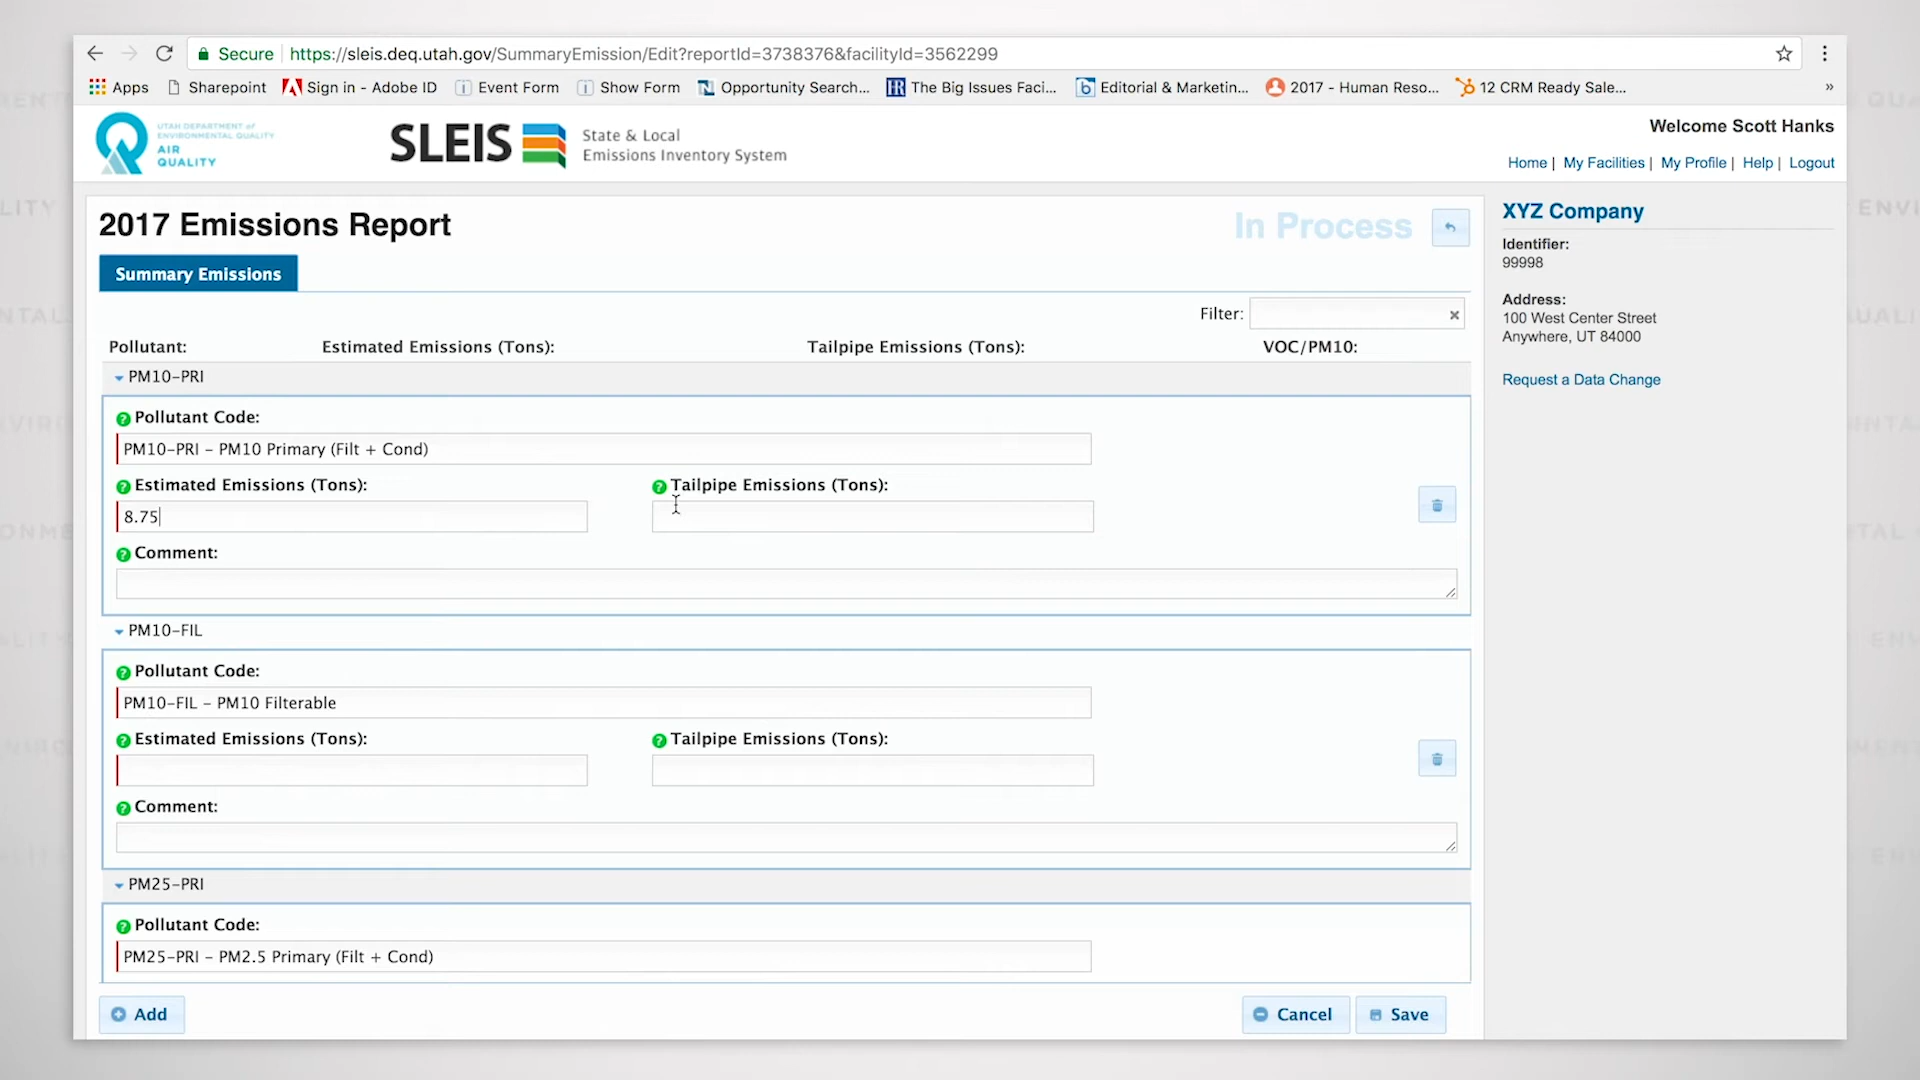 Secure https://sleis.deq.utah.gov/SummaryEmission/Edit?reportId=3738376&facilityId=3562299
Apps Sharepoint Sign in - Adobe ID Event Form Show Form Opportunity Search... The Big Issues Faci... Editorial & Marketin... 2017 - Human Reso... 12 CRM Ready Sale... »
UTAH DEPARTMENT of
ENVIRONMENTAL QUALITY
AIR
QUALITY
SLEIS
State & Local
Emissions Inventory System
Welcome Scott Hanks
Home | My Facilities | My Profile | Help | Logout
2017 Emissions Report
In Process
Summary Emissions
Filter:
Pollutant: Estimated Emissions (Tons): Tailpipe Emissions (Tons): VOC/PM10:
PM10-PRI
Pollutant Code:
PM10-PRI - PM10 Primary (Filt + Cond)
Estimated Emissions (Tons): Tailpipe Emissions (Tons):
8.75
Comment:
PM10-FIL
Pollutant Code:
PM10-FIL - PM10 Filterable
Estimated Emissions (Tons): Tailpipe Emissions (Tons):
Comment:
PM25-PRI
Pollutant Code:
PM25-PRI - PM2.5 Primary (Filt + Cond)
Add
Cancel
Save
XYZ Company
Identifier:
99998
Address:
100 West Center Street
Anywhere, UT 84000
Request a Data Change